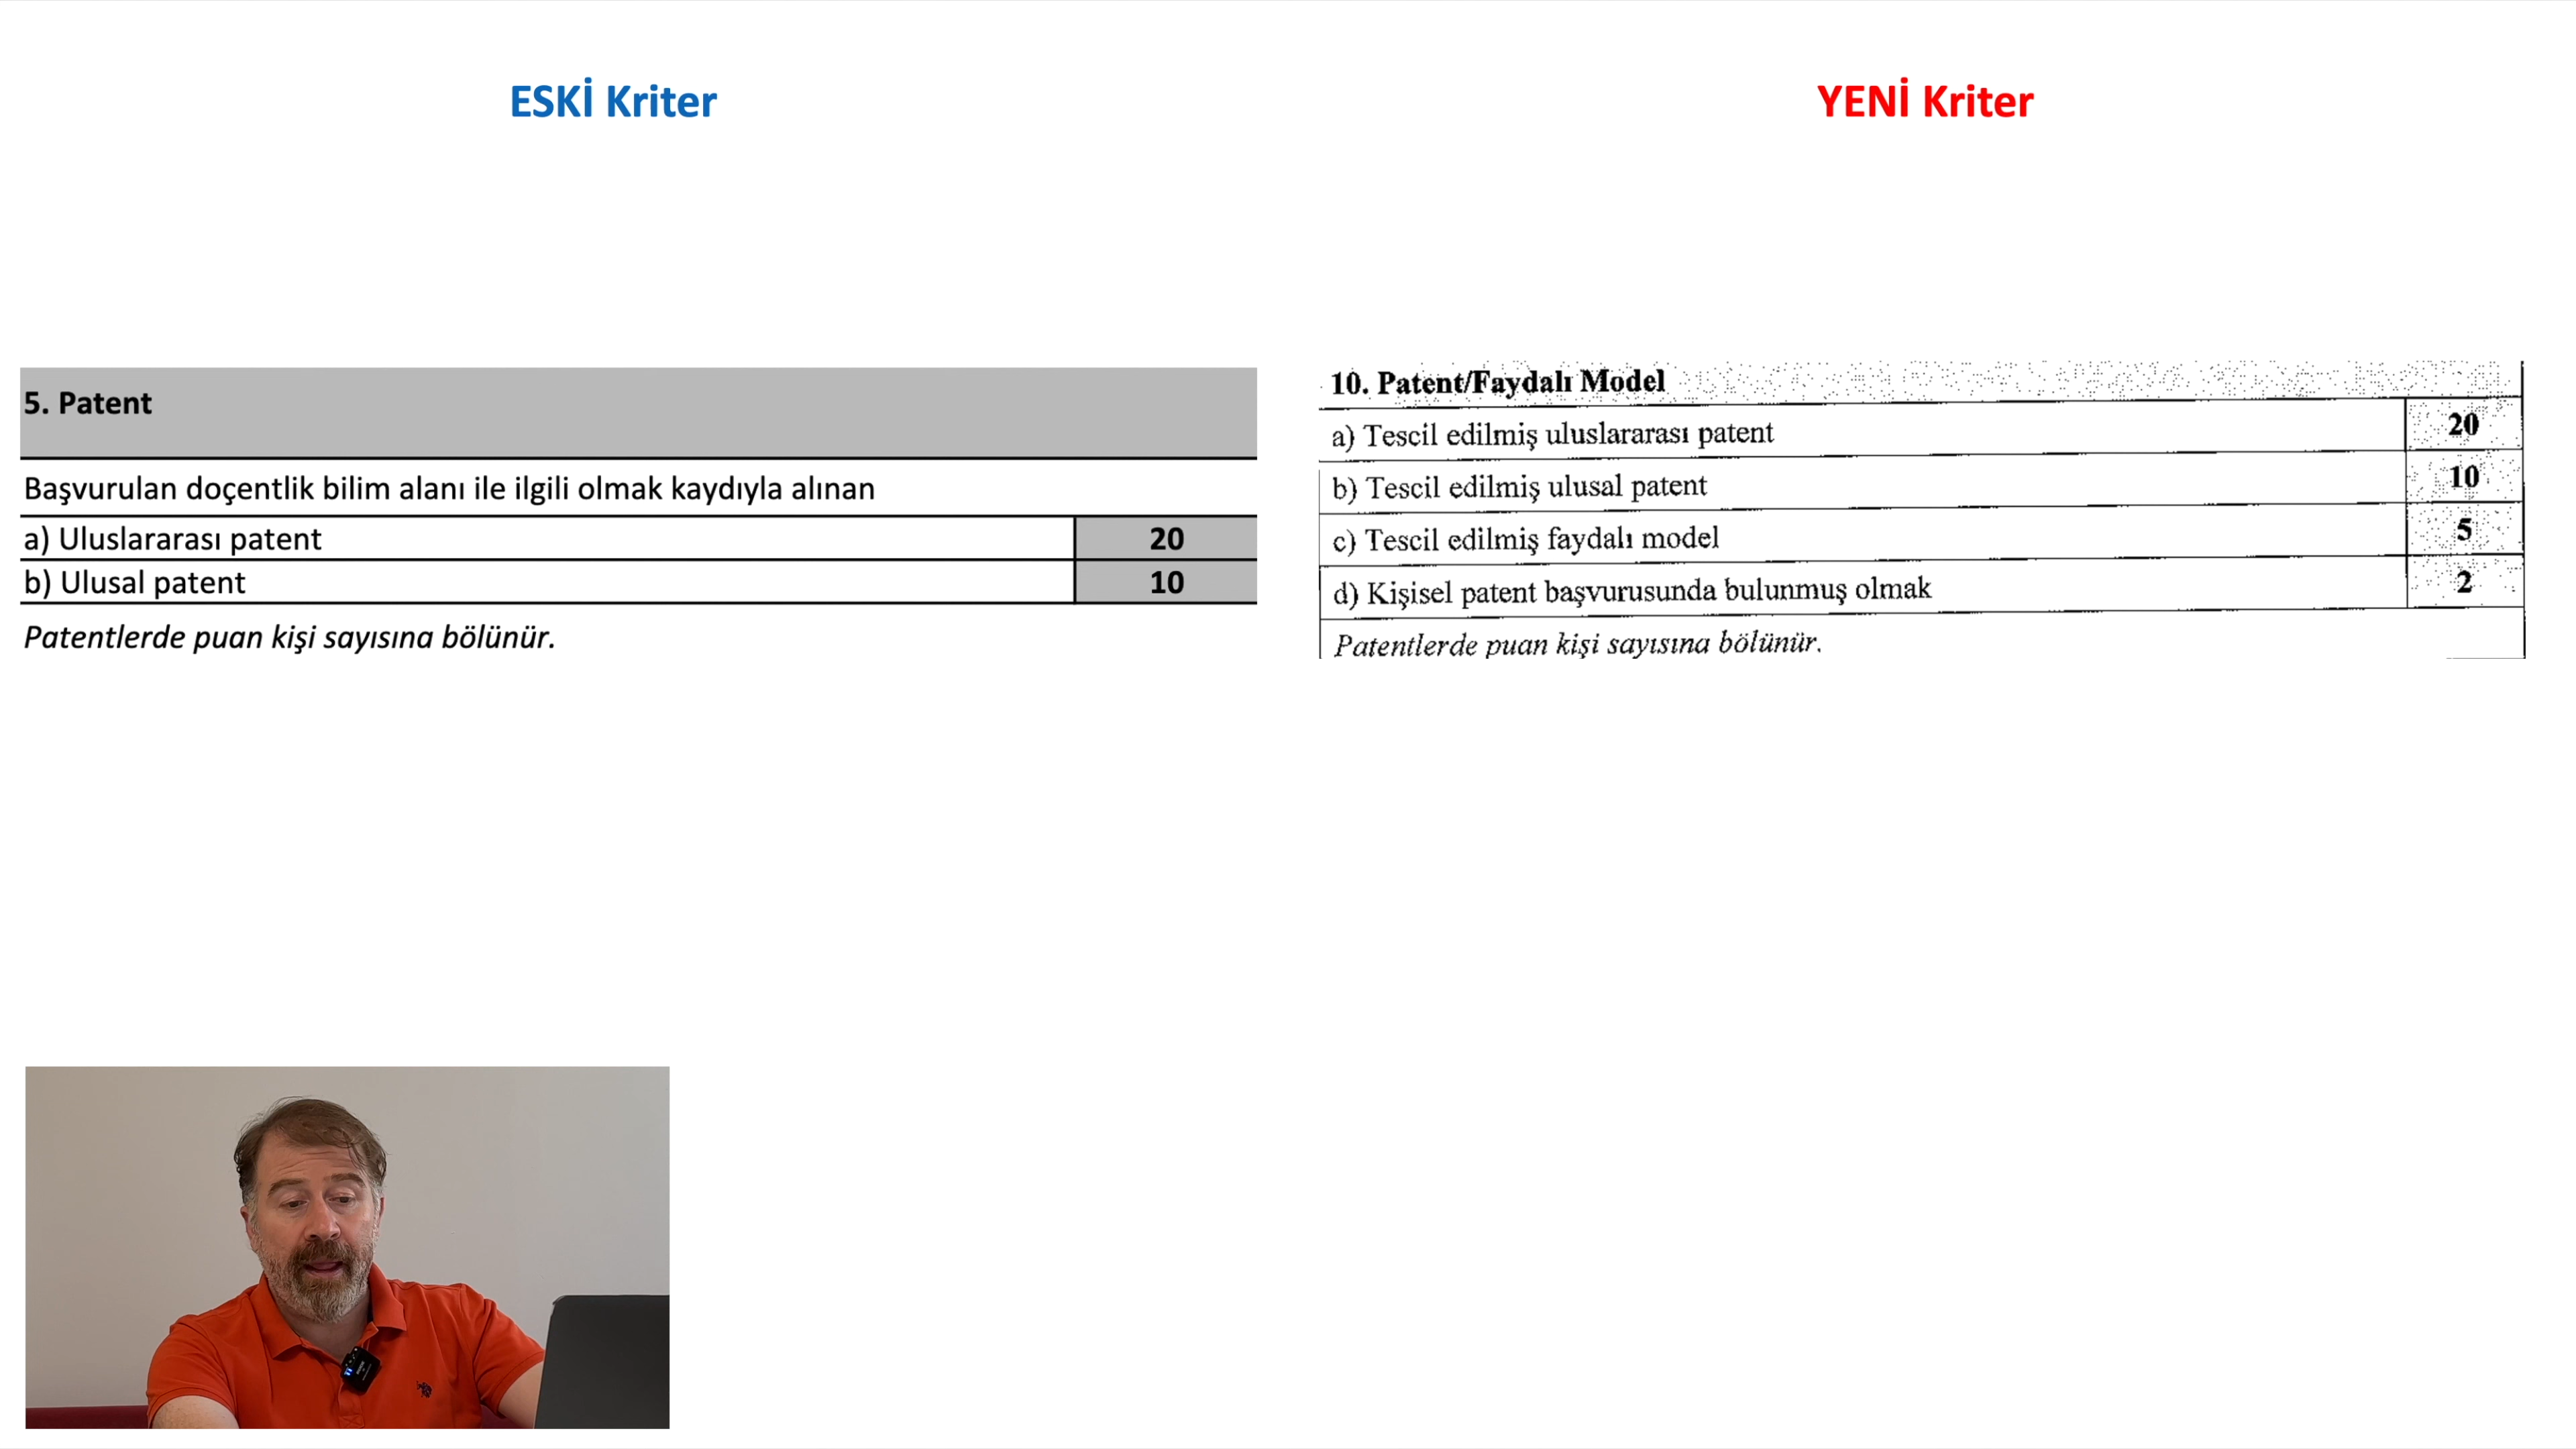 ESKİ Kriter
5. Patent
Başvurulan doçentlik bilim alanı ile ilgili olmak kaydıyla alınan
a) Uluslararası patent 20
b) Ulusal patent 10
Patentlerde puan kişi sayısına bölünür.
YENİ Kriter
10. Patent/Faydalı Model
a) Tescil edilmiş uluslararası patent 20
b) Tescil edilmiş ulusal patent 10
c) Tescil edilmiş faydalı model 5
d) Kişisel patent başvurusunda bulunmuş olmak 2
Patentlerde puan kişi sayısına bölünür.